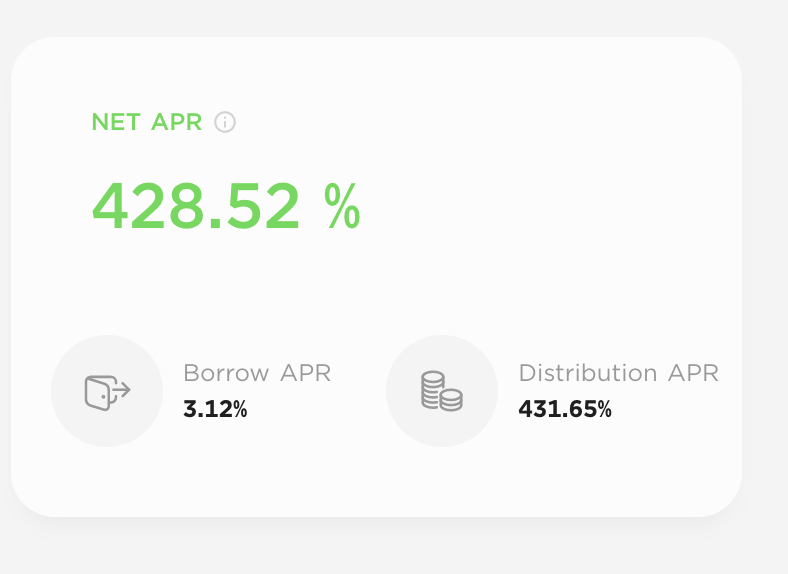 NET APR
428.52 %
Borrow APR
3.12%
Distribution APR
431.65%